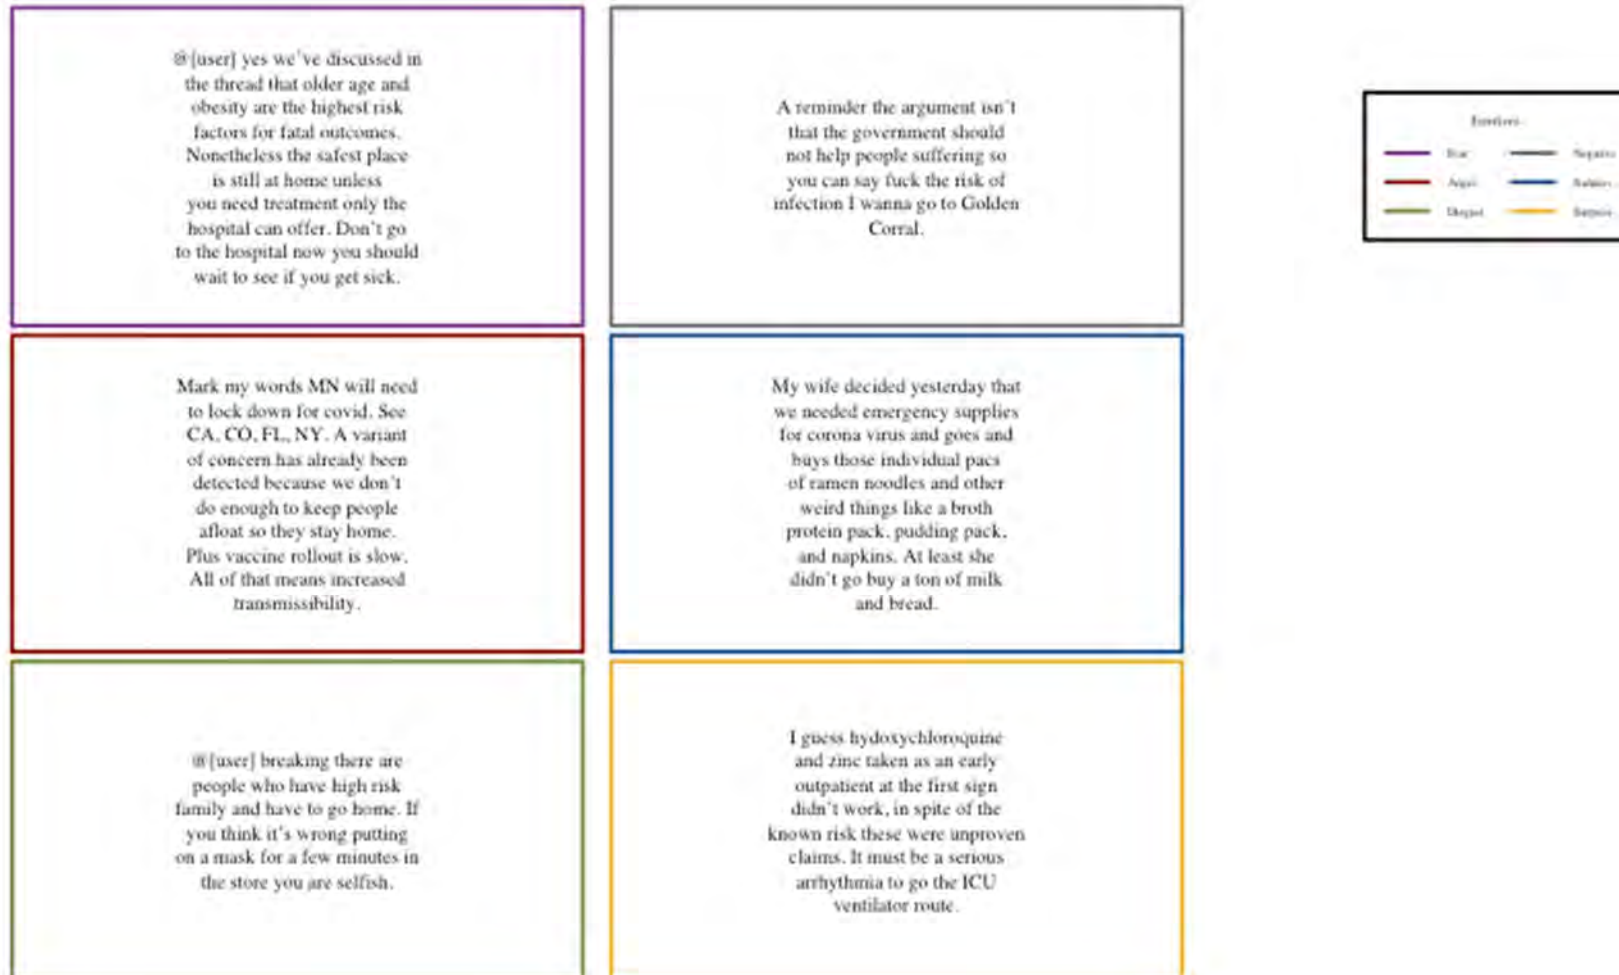 @[user] yes we've discussed in
the thread that older age and
obesity are the highest risk
factors for fatal outcomes.
Nonetheless the safest place
is still at home unless
you need treatment only the
hospital can offer. Don't go
to the hospital now you should
wait to see if you get sick.
A reminder the argument isn't
that the government should
not help people suffering so
you can say fuck the risk of
infection I wanna go to Golden
Corral.
Mark my words MN will need
to lock down for covid. See
CA, CO, FL, NY. A variant
of concern has already been
detected because we don't
do enough to keep people
afloat so they stay home.
Plus vaccine rollout is slow.
All of that means increased
transmissibility.
My wife decided yesterday that
we needed emergency supplies
for corona virus and goes and
buys those individual pacs
of ramen noodles and other
weird things like a broth
protein pack, pudding pack,
and napkins. At least she
didn't go buy a ton of milk
and bread.
@[user] breaking there are
people who have high risk
family and have to go home. If
you think it's wrong putting
on a mask for a few minutes in
the store you are selfish.
I guess hydoxychloroquine
and zinc taken as an early
outpatient at the first sign
didn't work, in spite of the
known risk these were unproven
claims. It must be a serious
arrhythmia to go the ICU
ventilator route.
Fear
Anger
Disgust
Surprise